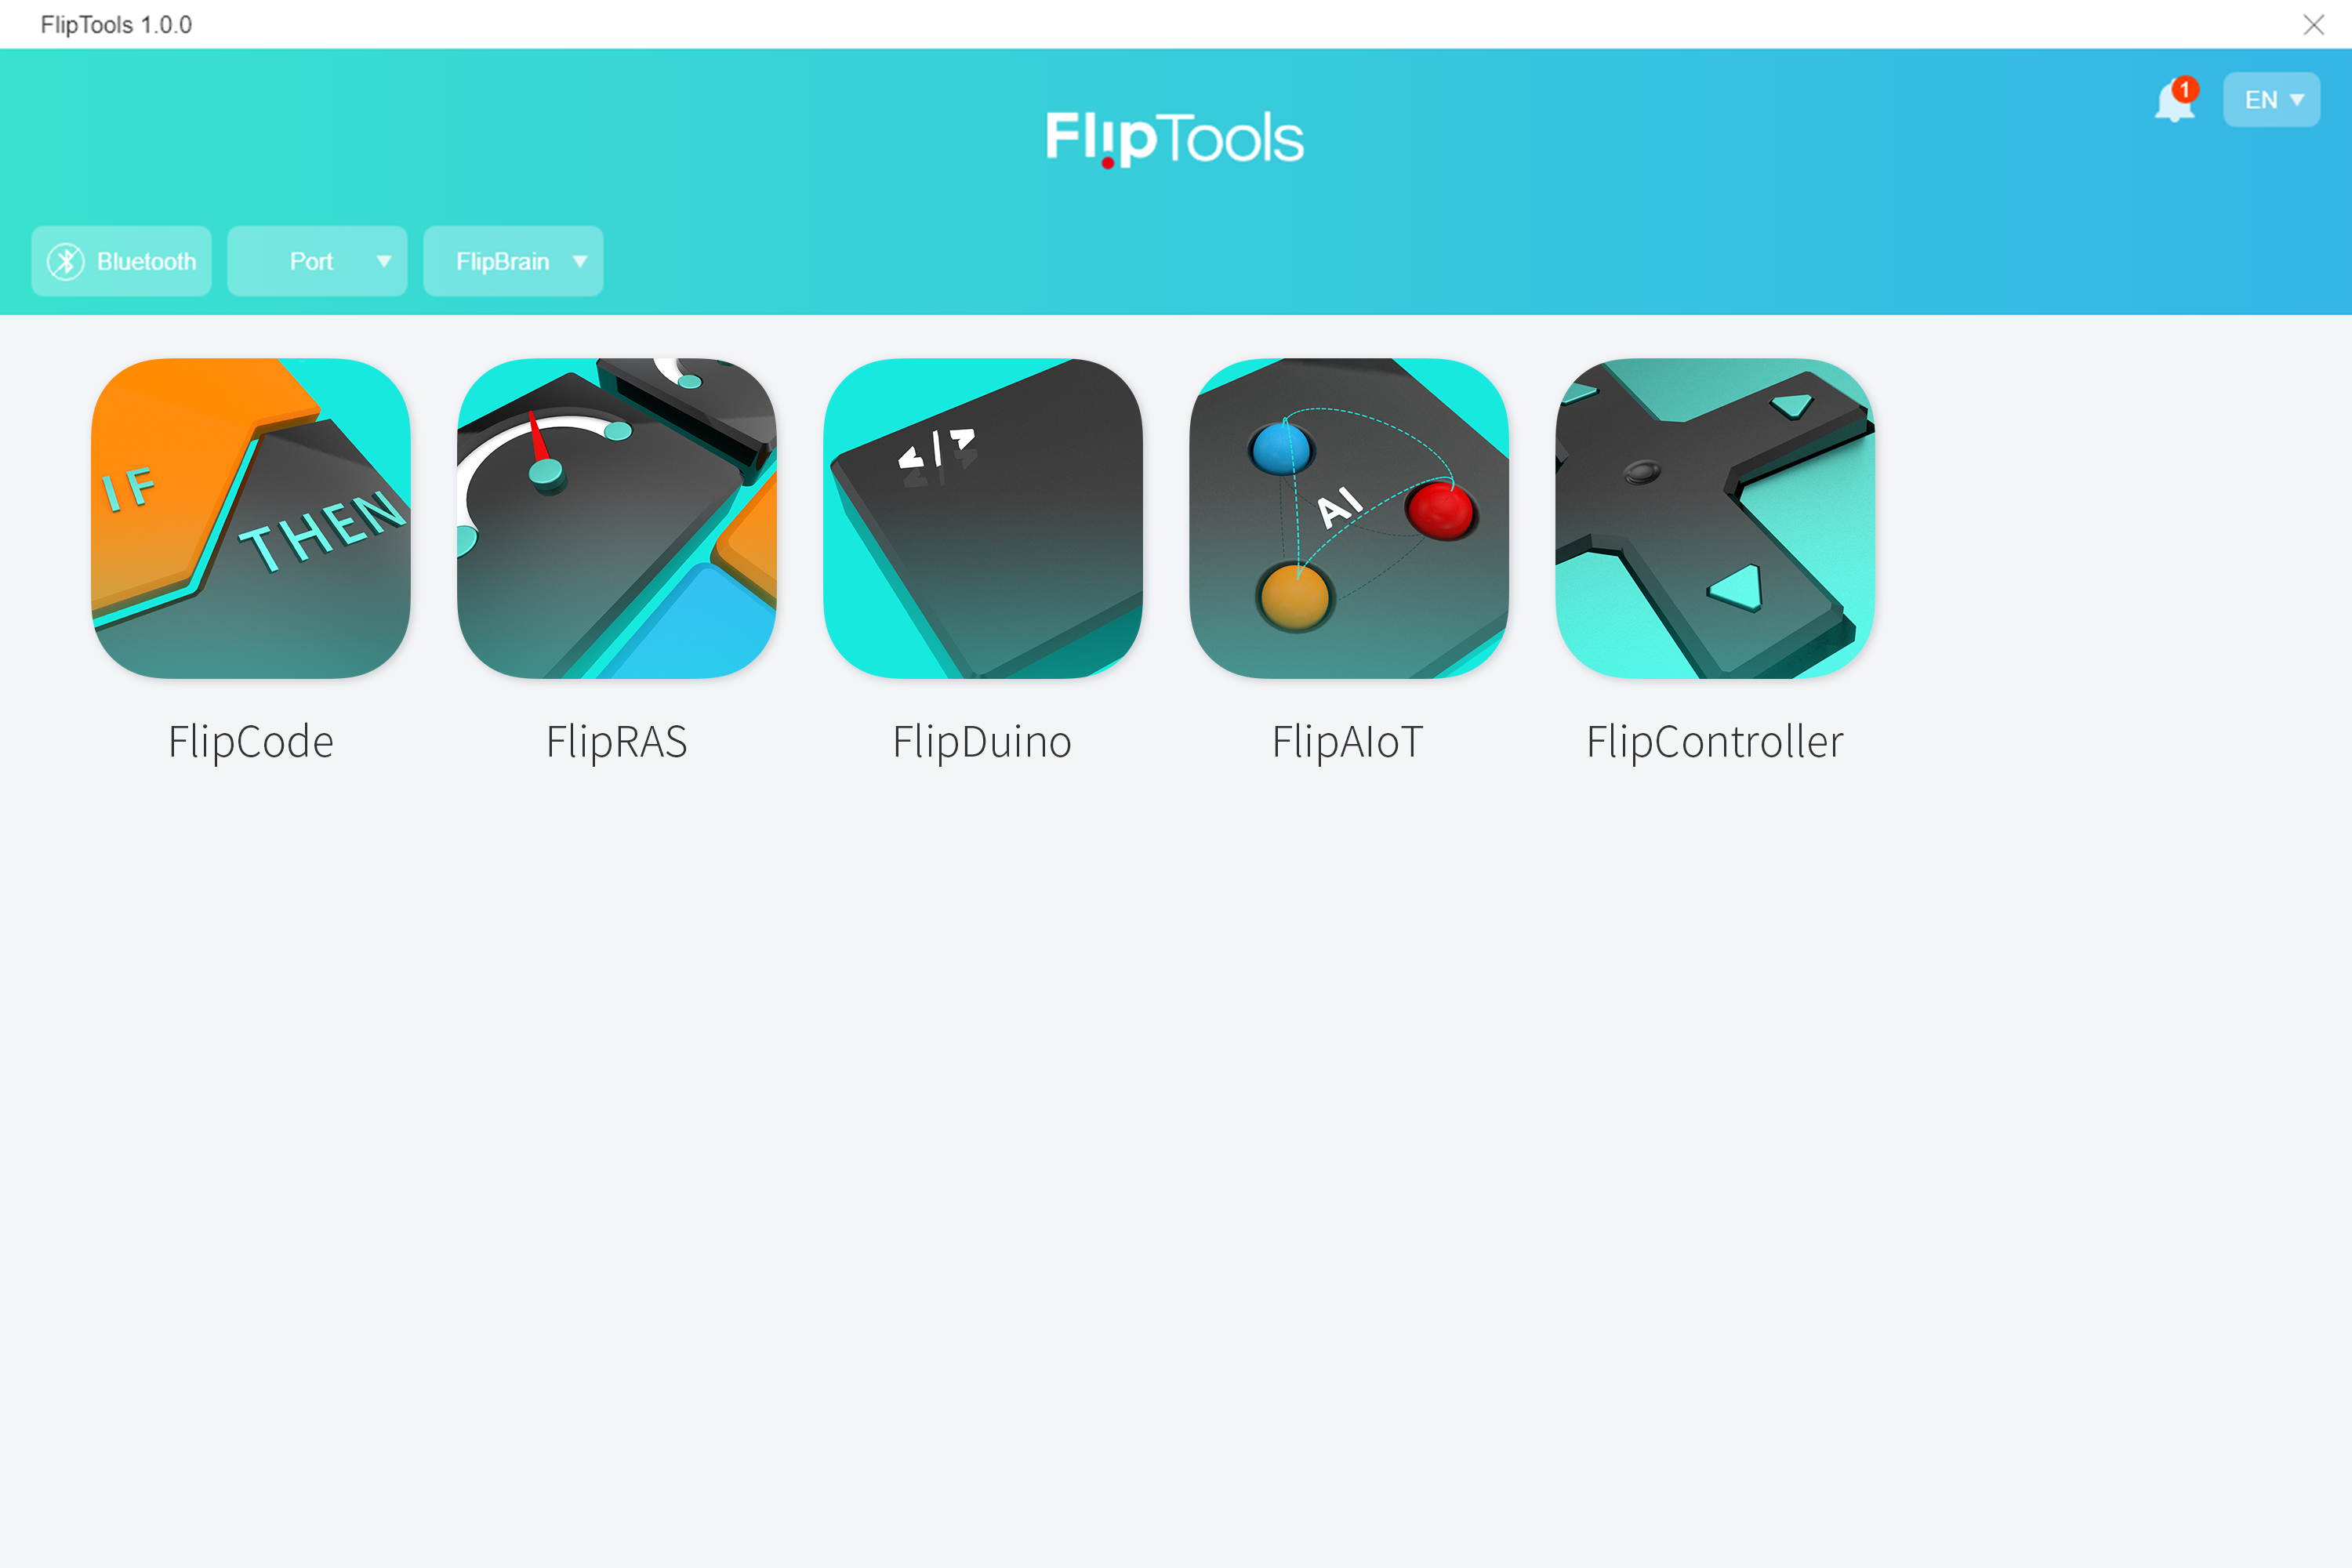 FlipTools 1.0.0
1
EN
FlipTools
Bluetooth
Port
FlipBrain
IF
THEN
AI
FlipCode
FlipRAS
FlipDuino
FlipAIoT
FlipController